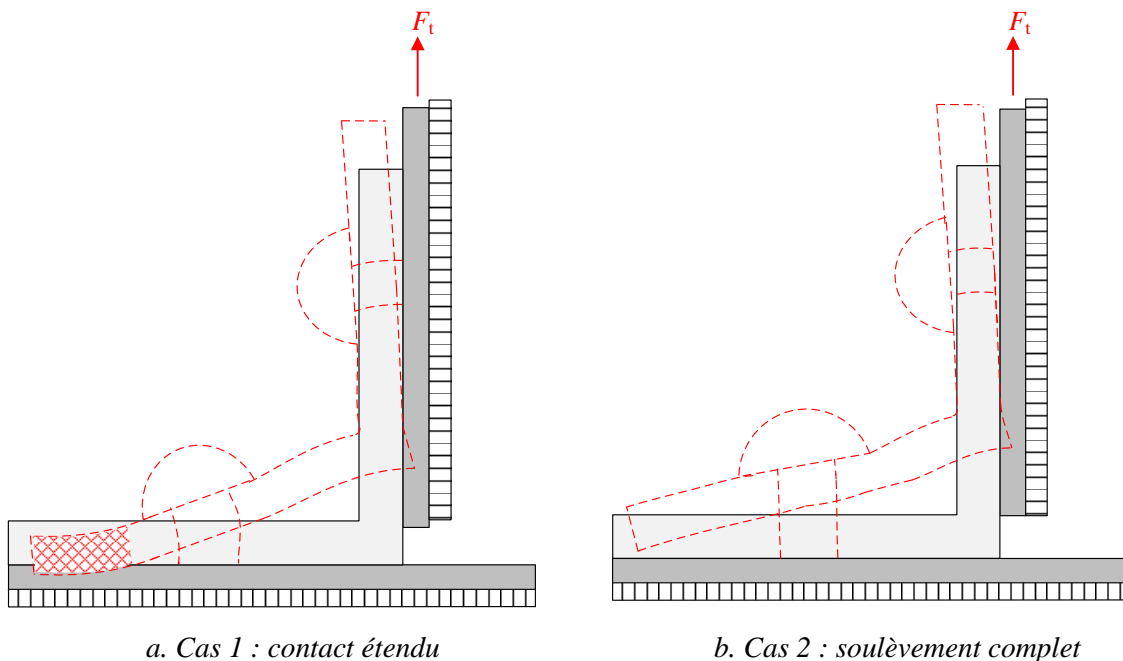 Ft
Ft
a. Cas 1 : contact étendu
b. Cas 2 : soulèvement complet